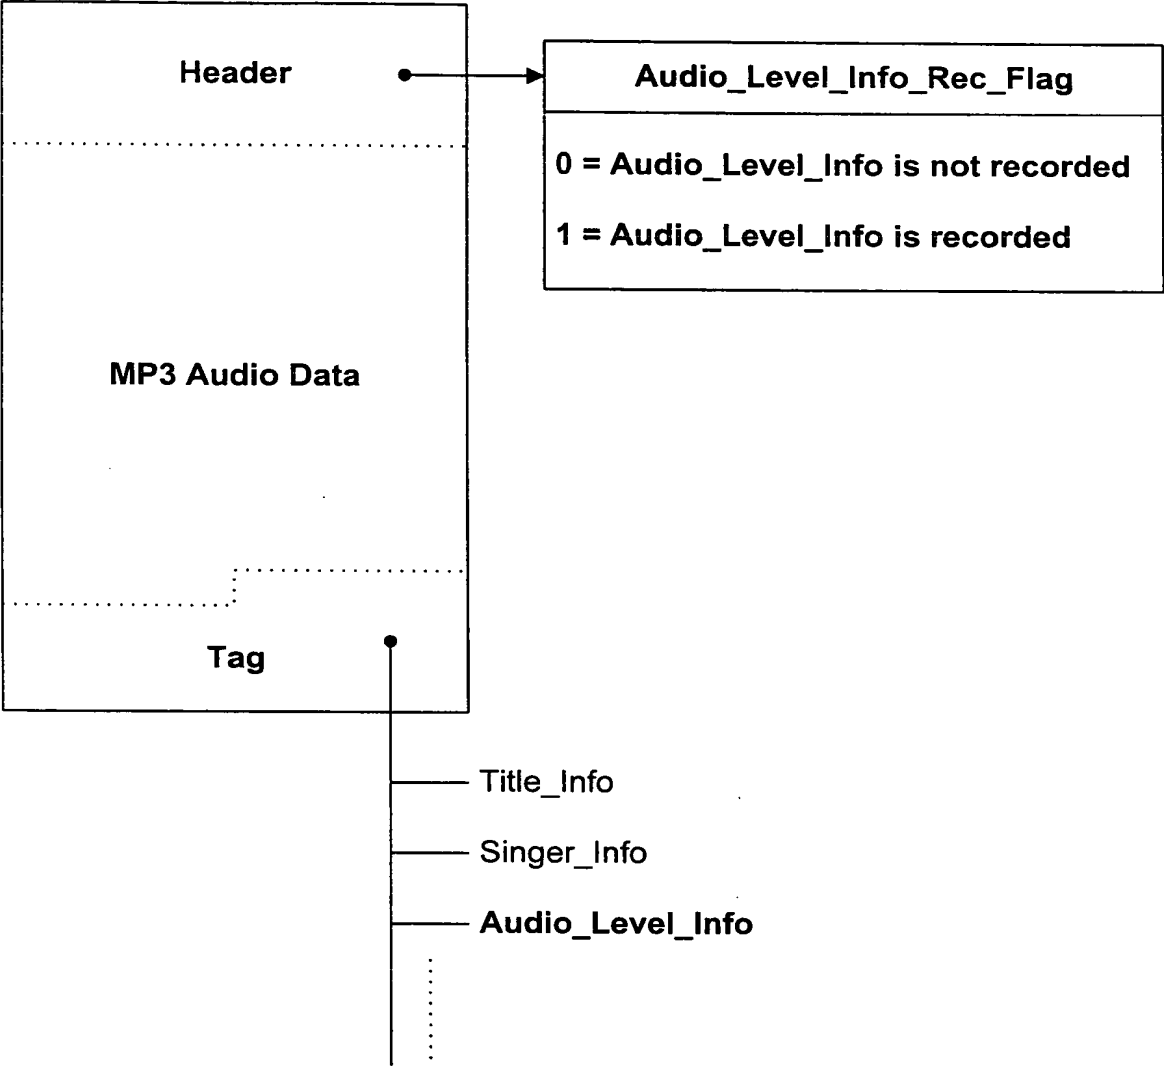 Header
Audio_Level_Info_Rec_Flag
0 = Audio_Level_Info is not recorded
1 = Audio_Level_Info is recorded
MP3 Audio Data
Tag
Title_Info
Singer_Info
Audio_Level_Info